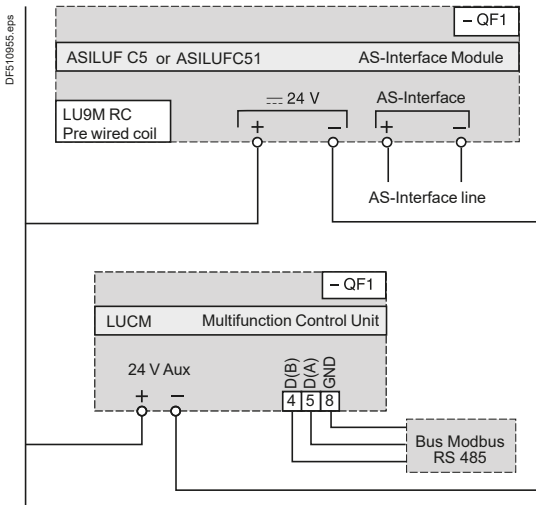 DF510955.eps
– QF1
ASILUF C5 or ASILUFC51 AS-Interface Module
LU9M RC
Pre wired coil
⎓ 24 V
+ –
AS-Interface
+ –
AS-Interface line
– QF1
LUCM Multifunction Control Unit
24 V Aux
+ –
D(B) D(A) GND
4 5 8
Bus Modbus
RS 485